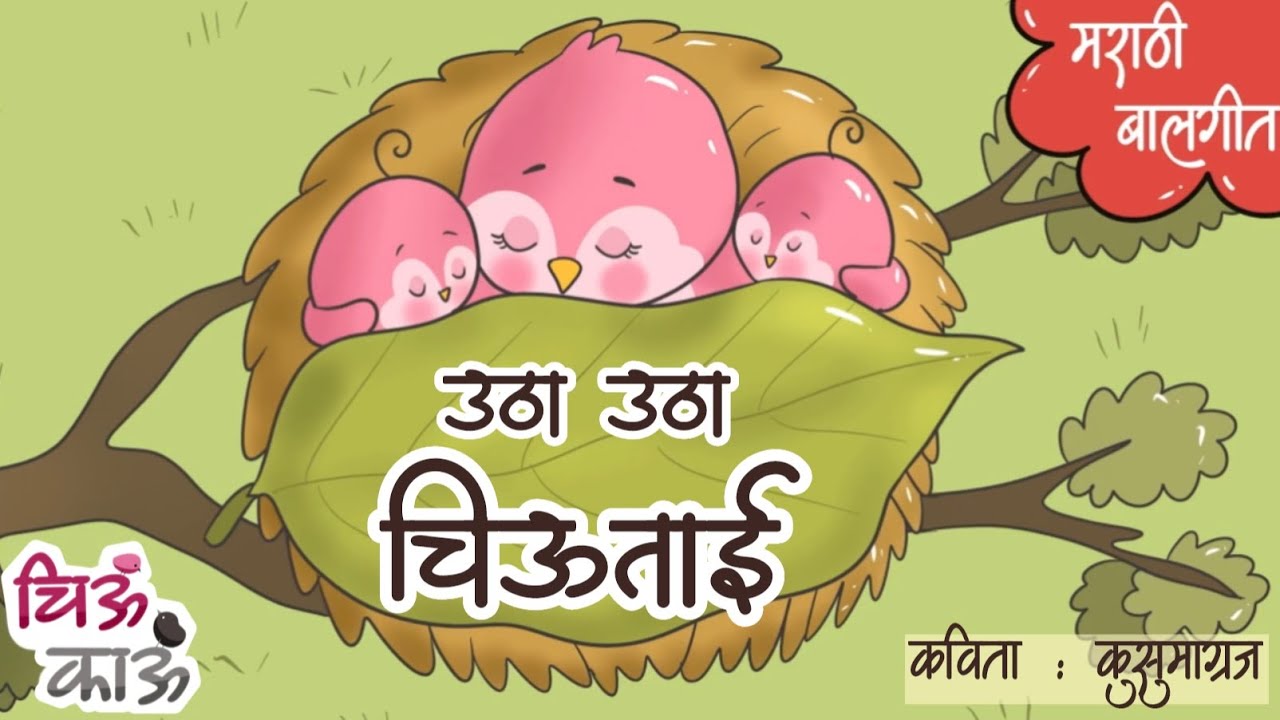 मराठी
बालगीत
उठा उठा
चिऊताई
चिऊं
काऊं
कविता : कुसुमाग्रज